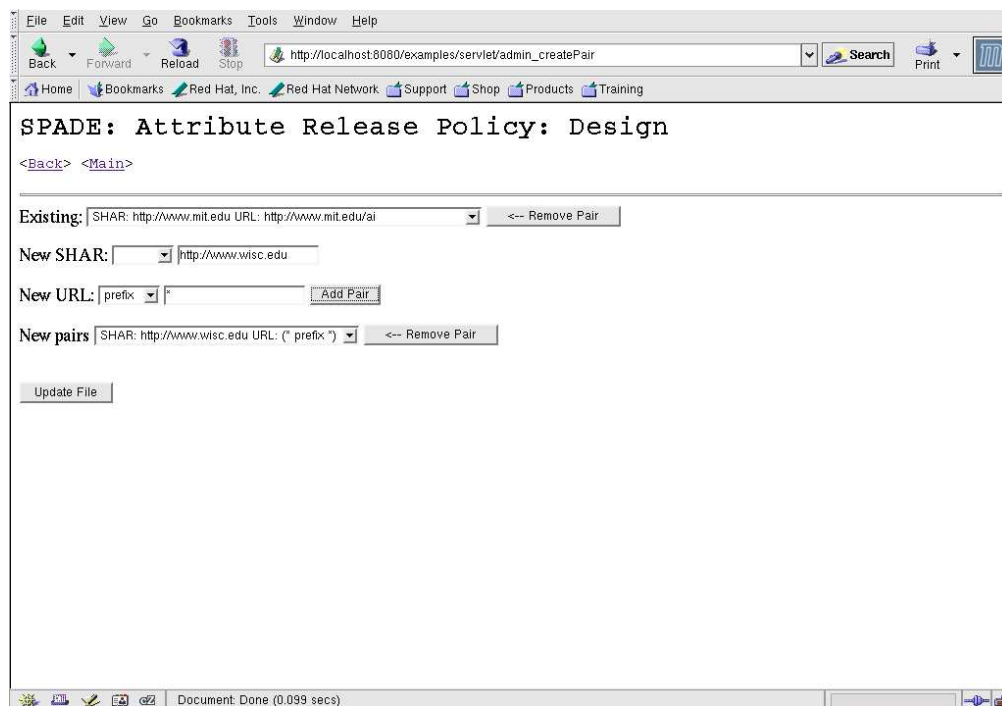 File Edit View Go Bookmarks Tools Window Help
Back Forward Reload Stop http://localhost:8080/examples/servlet/admin_createPair Search Print
Home Bookmarks Red Hat, Inc. Red Hat Network Support Shop Products Training
SPADE: Attribute Release Policy: Design
<Back> <Main>
Existing: SHAR: http://www.mit.edu URL: http://www.mit.edu/ai <-- Remove Pair
New SHAR: http://www.wisc.edu
New URL: prefix * Add Pair
New pairs SHAR: http://www.wisc.edu URL: (* prefix *) <-- Remove Pair
Update File
Document: Done (0.099 secs)